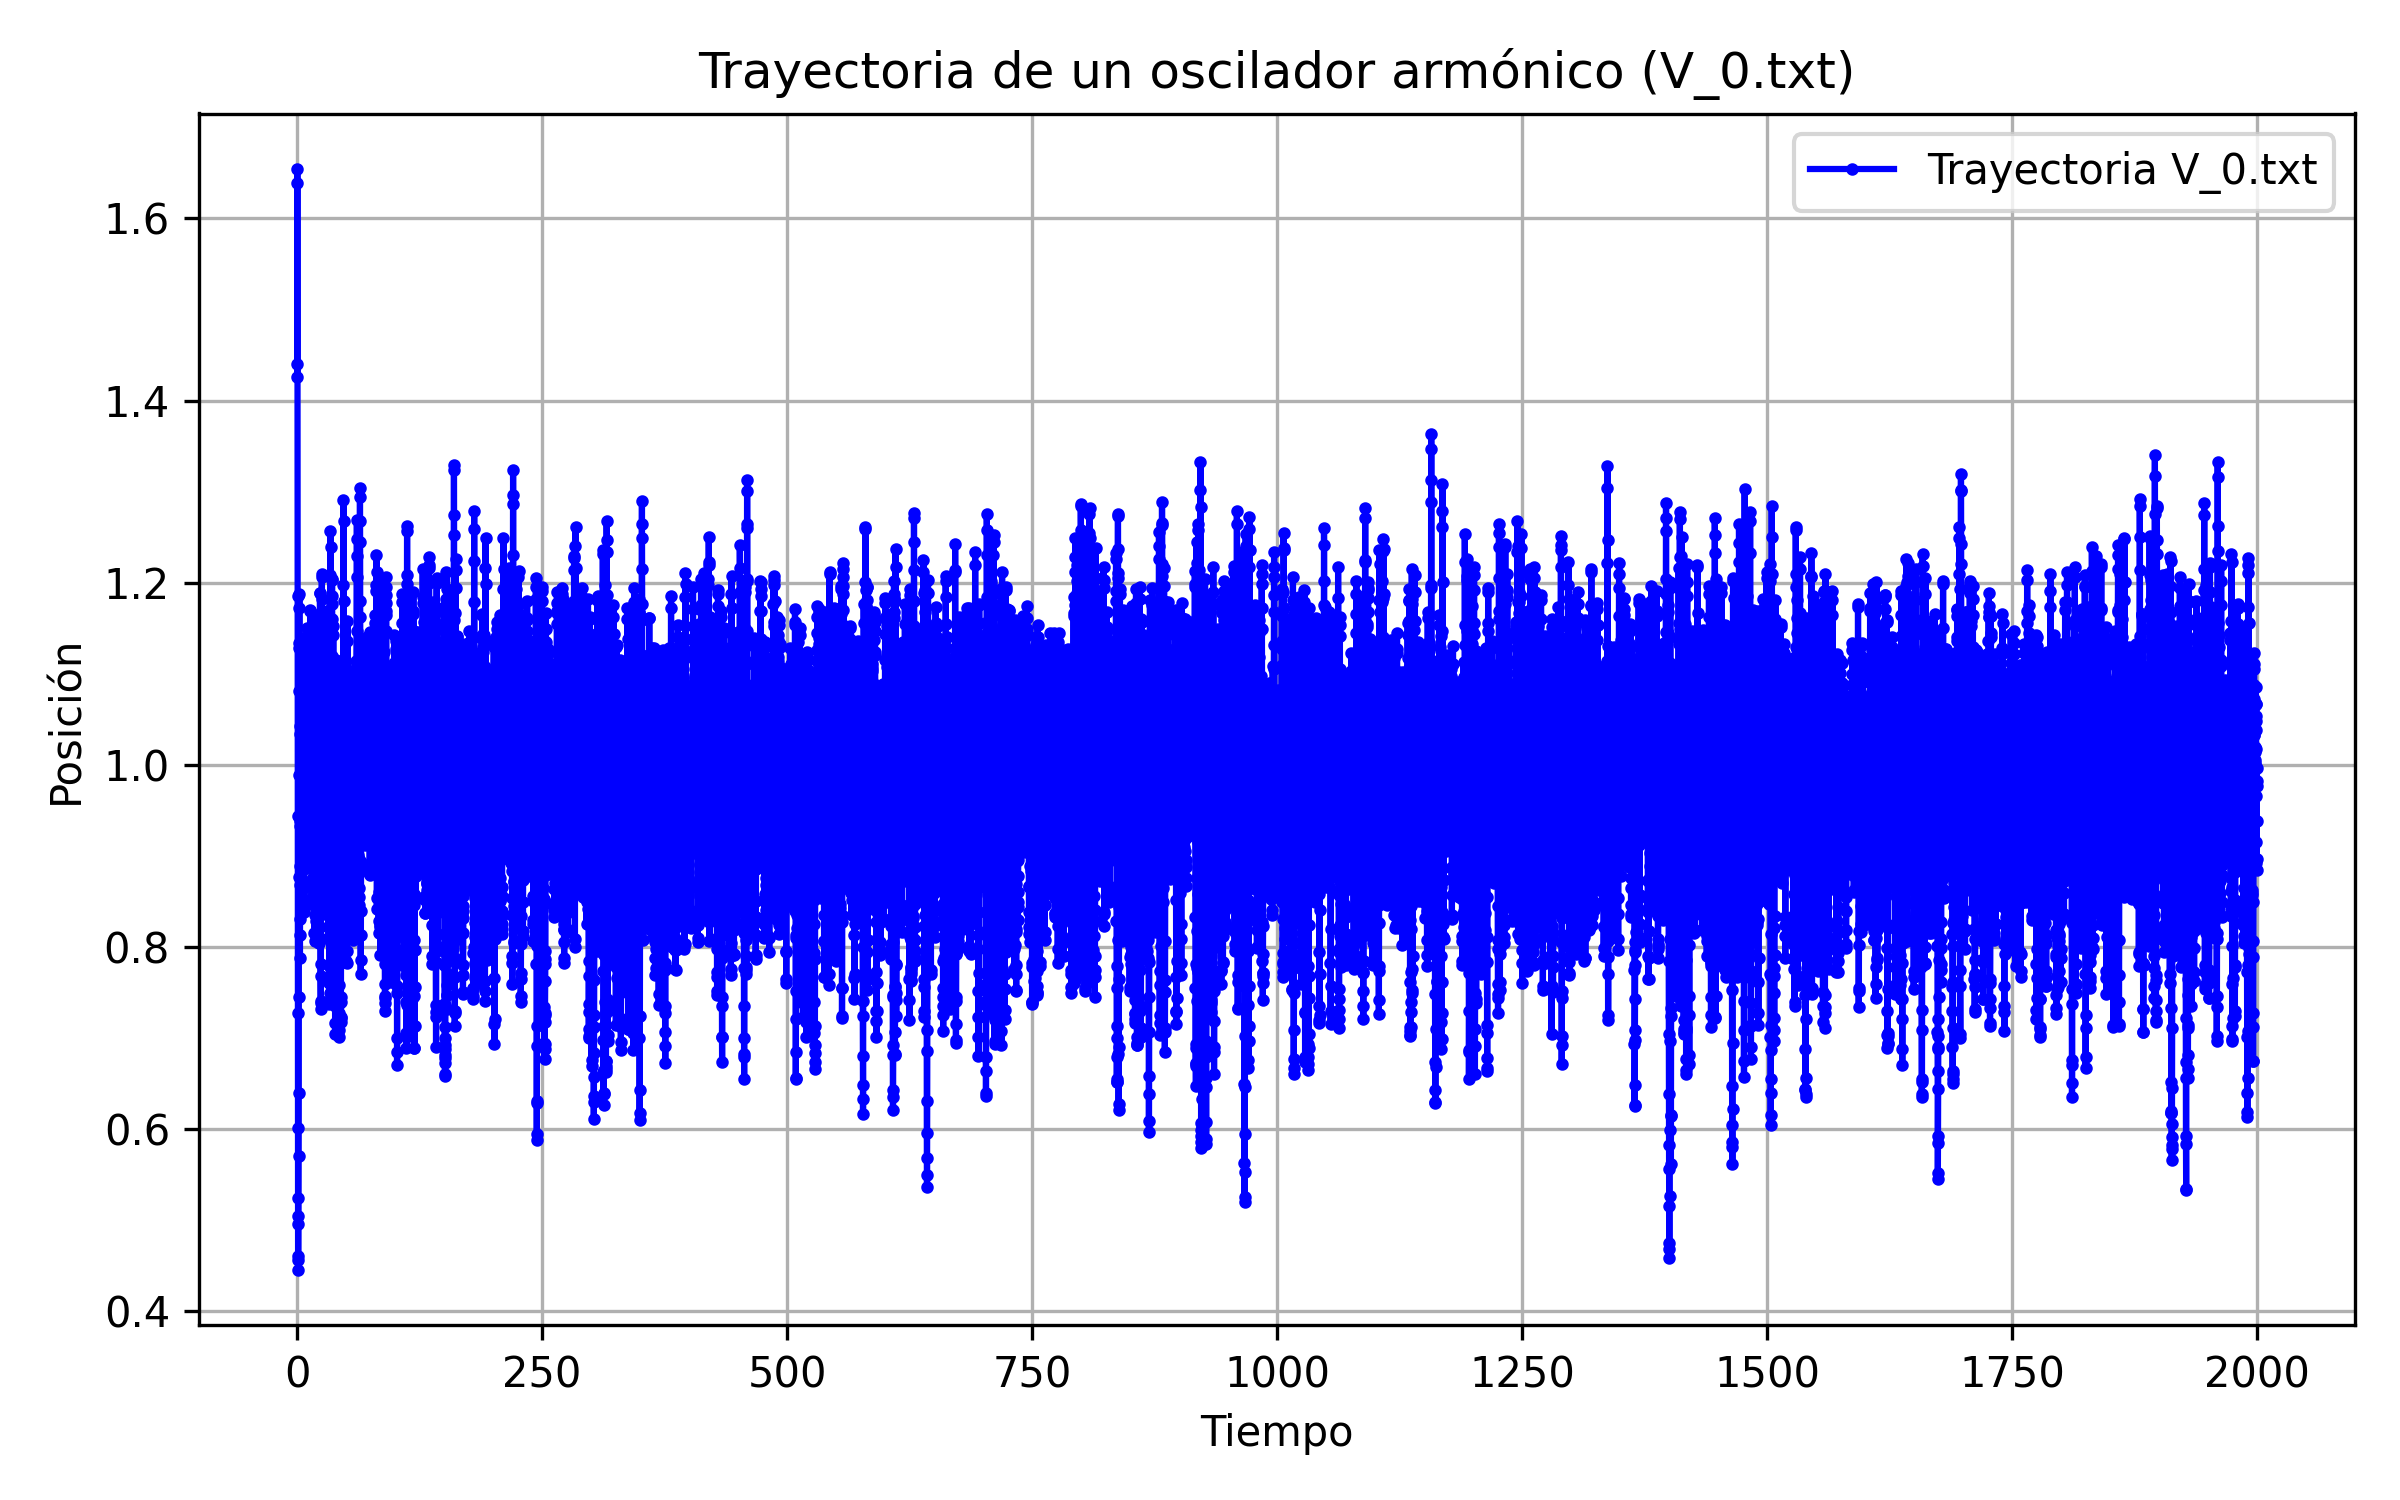 Trayectoria de un oscilador armónico (V_0.txt)
Trayectoria V_0.txt
1.6
1.4
1.2
1.0
0.8
0.6
0.4
Posición
0 250 500 750 1000 1250 1500 1750 2000
Tiempo